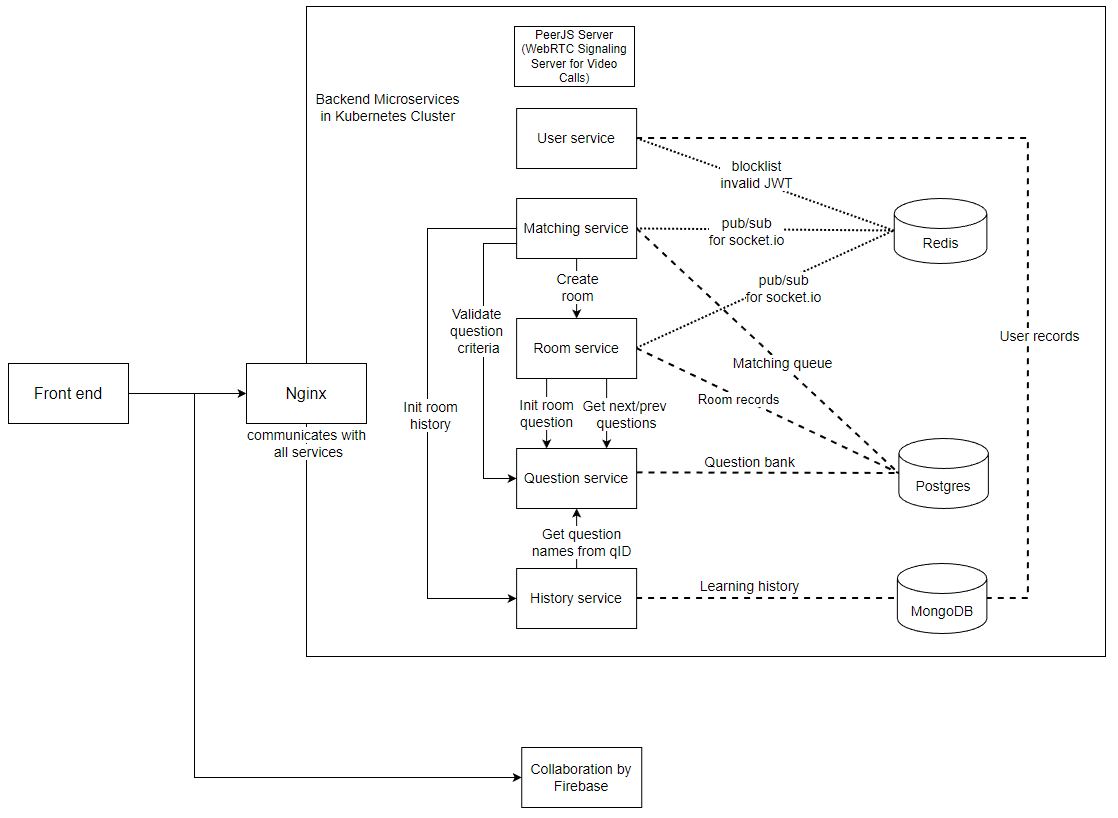 PeerJS Server
(WebRTC Signaling
Server for Video
Calls)
Backend Microservices
in Kubernetes Cluster
User service
blocklist
invalid JWT
Matching service
pub/sub
for socket.io
Redis
Create
room
pub/sub
for socket.io
Validate
question
criteria
Room service
User records
Matching queue
Front end
Nginx
Room records
Init room
history
Init room
question
Get next/prev
questions
communicates with
all services
Question service
Question bank
Postgres
Get question
names from qID
History service
Learning history
MongoDB
Collaboration by
Firebase